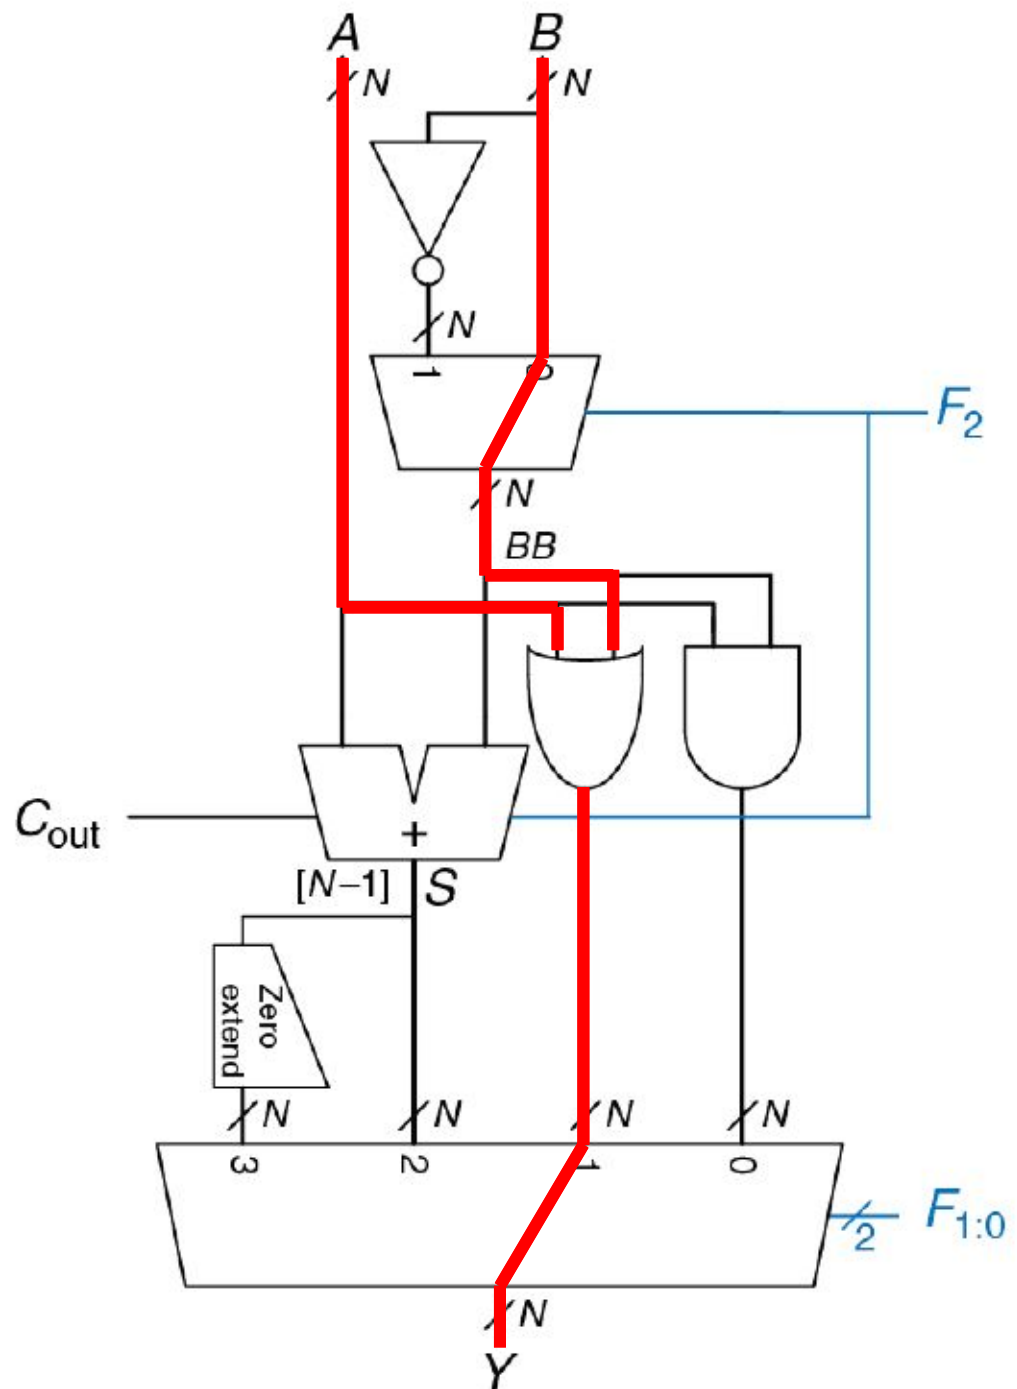 A B
N N
N
1 0
F2
N
BB
Cout
+
[N–1] S
Zero
extend
N N N N
3 2 1 0
2 F1:0
N
Y